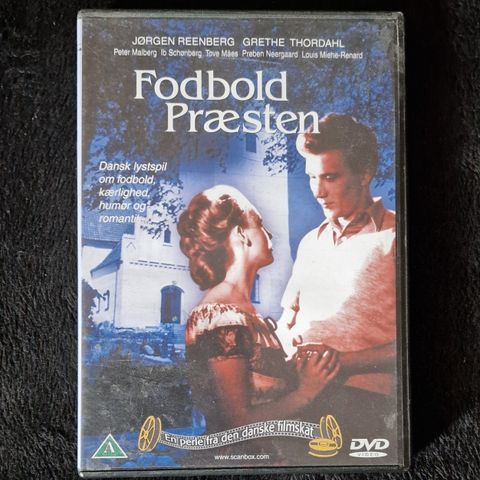 JØRGEN REENBERG GRETHE THORDAHL
Peter Malberg Ib Schønberg Tove Maës Preben Neergaard Louis Miehe-Renard
Fodbold
Præsten
Dansk lystspil
om fodbold,
kærlighed,
humor og
En perle fra den danske filmskat
A
www.scanbox.com
DVD
VIDEO